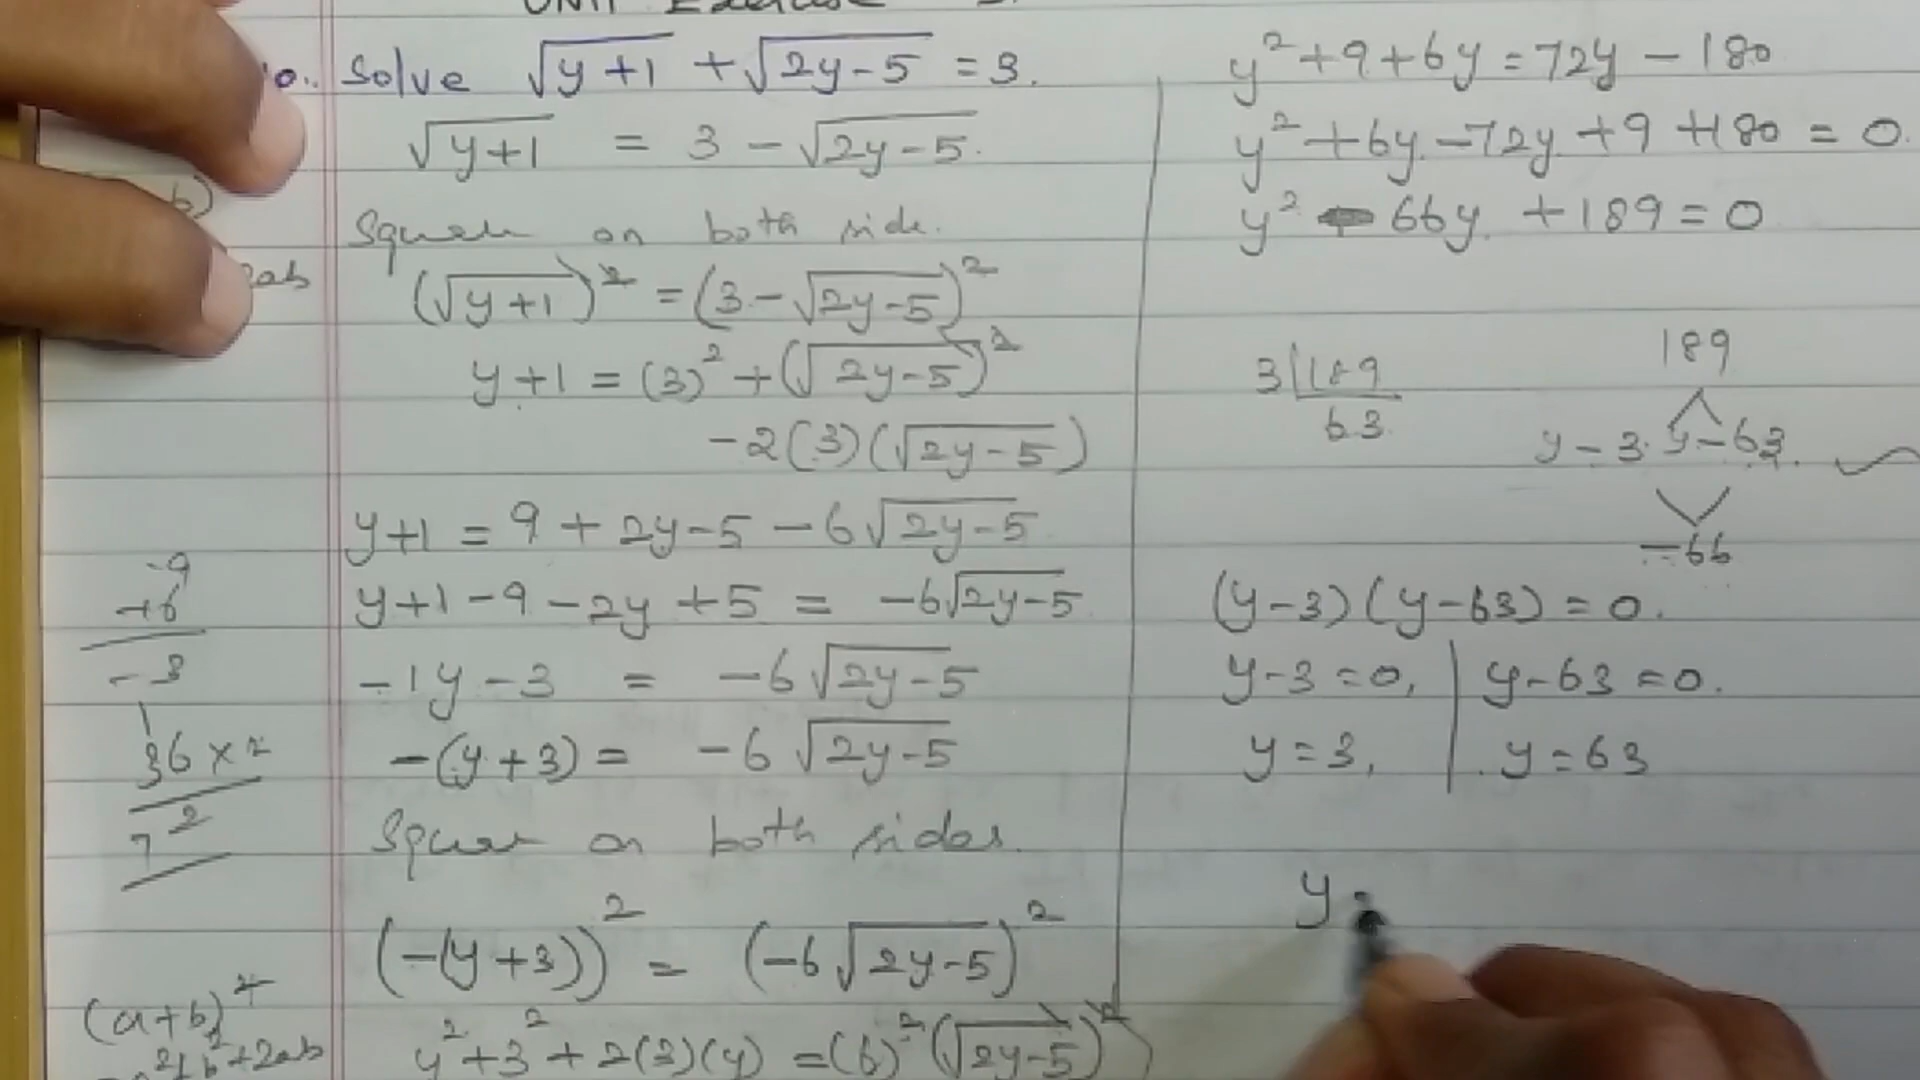 UNIT Exercise
10. Solve √(y+1) + √(2y-5) = 3.
√(y+1) = 3 - √(2y-5).
Square on both side.
(√(y+1))² = (3 - √(2y-5))²
y+1 = (3)² + (√(2y-5))²
-2(3)(√(2y-5))
y+1 = 9 + 2y-5 - 6√(2y-5)
y+1-9-2y+5 = -6√(2y-5)
-1y-3 = -6√(2y-5)
-(y+3) = -6√(2y-5)
Square on both sides.
(-(y+3))² = (-6√(2y-5))²
y²+3²+2(3)(y) = (6)²(√(2y-5))²
b)
2ab
-9
+6
-3
36×2
72
(a+b)²
a²+b²+2ab
y²+9+6y=72y-180
y²+6y-72y+9+180=0.
y²-66y+189=0
3|189
63
189
y-3. y-63.
-66
(y-3)(y-63)=0.
y-3=0, | y-63=0.
y=3, | y=63
y=